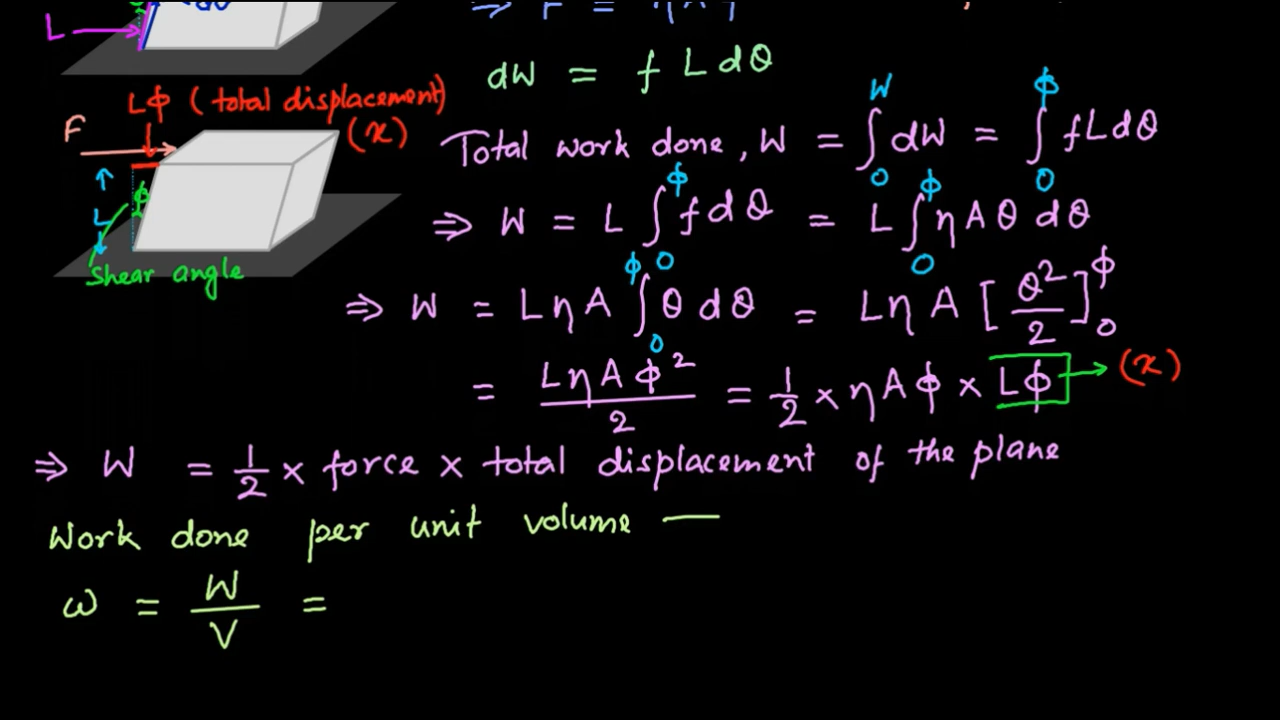 L
dW = f L dθ
Lϕ (total displacement)
(x)
F
ϕ
L
Shear angle
Total work done, W = ∫₀ᵂ dW = ∫₀^ϕ fLdθ
⇒ W = L ∫₀^ϕ f dθ = L ∫₀^ϕ ηAθ dθ
⇒ W = LηA ∫₀^ϕ θ dθ = LηA [θ²/2]₀^ϕ
= LηAϕ²/2 = 1/2 × ηAϕ × Lϕ → (x)
⇒ W = 1/2 × force × total displacement of the plane
Work done per unit volume —
ω = W/V =